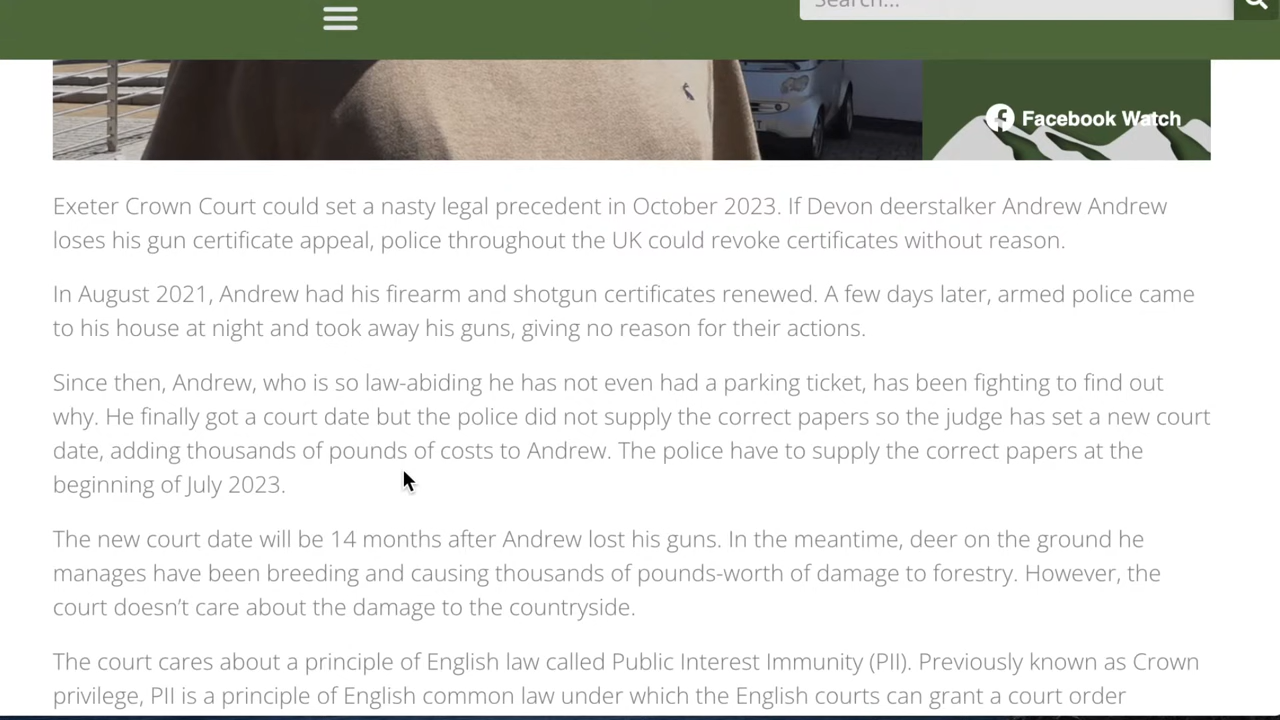 Search...
Facebook Watch
Exeter Crown Court could set a nasty legal precedent in October 2023. If Devon deerstalker Andrew Andrew
loses his gun certificate appeal, police throughout the UK could revoke certificates without reason.
In August 2021, Andrew had his firearm and shotgun certificates renewed. A few days later, armed police came
to his house at night and took away his guns, giving no reason for their actions.
Since then, Andrew, who is so law-abiding he has not even had a parking ticket, has been fighting to find out
why. He finally got a court date but the police did not supply the correct papers so the judge has set a new court
date, adding thousands of pounds of costs to Andrew. The police have to supply the correct papers at the
beginning of July 2023.
The new court date will be 14 months after Andrew lost his guns. In the meantime, deer on the ground he
manages have been breeding and causing thousands of pounds-worth of damage to forestry. However, the
court doesn’t care about the damage to the countryside.
The court cares about a principle of English law called Public Interest Immunity (PII). Previously known as Crown
privilege, PII is a principle of English common law under which the English courts can grant a court order